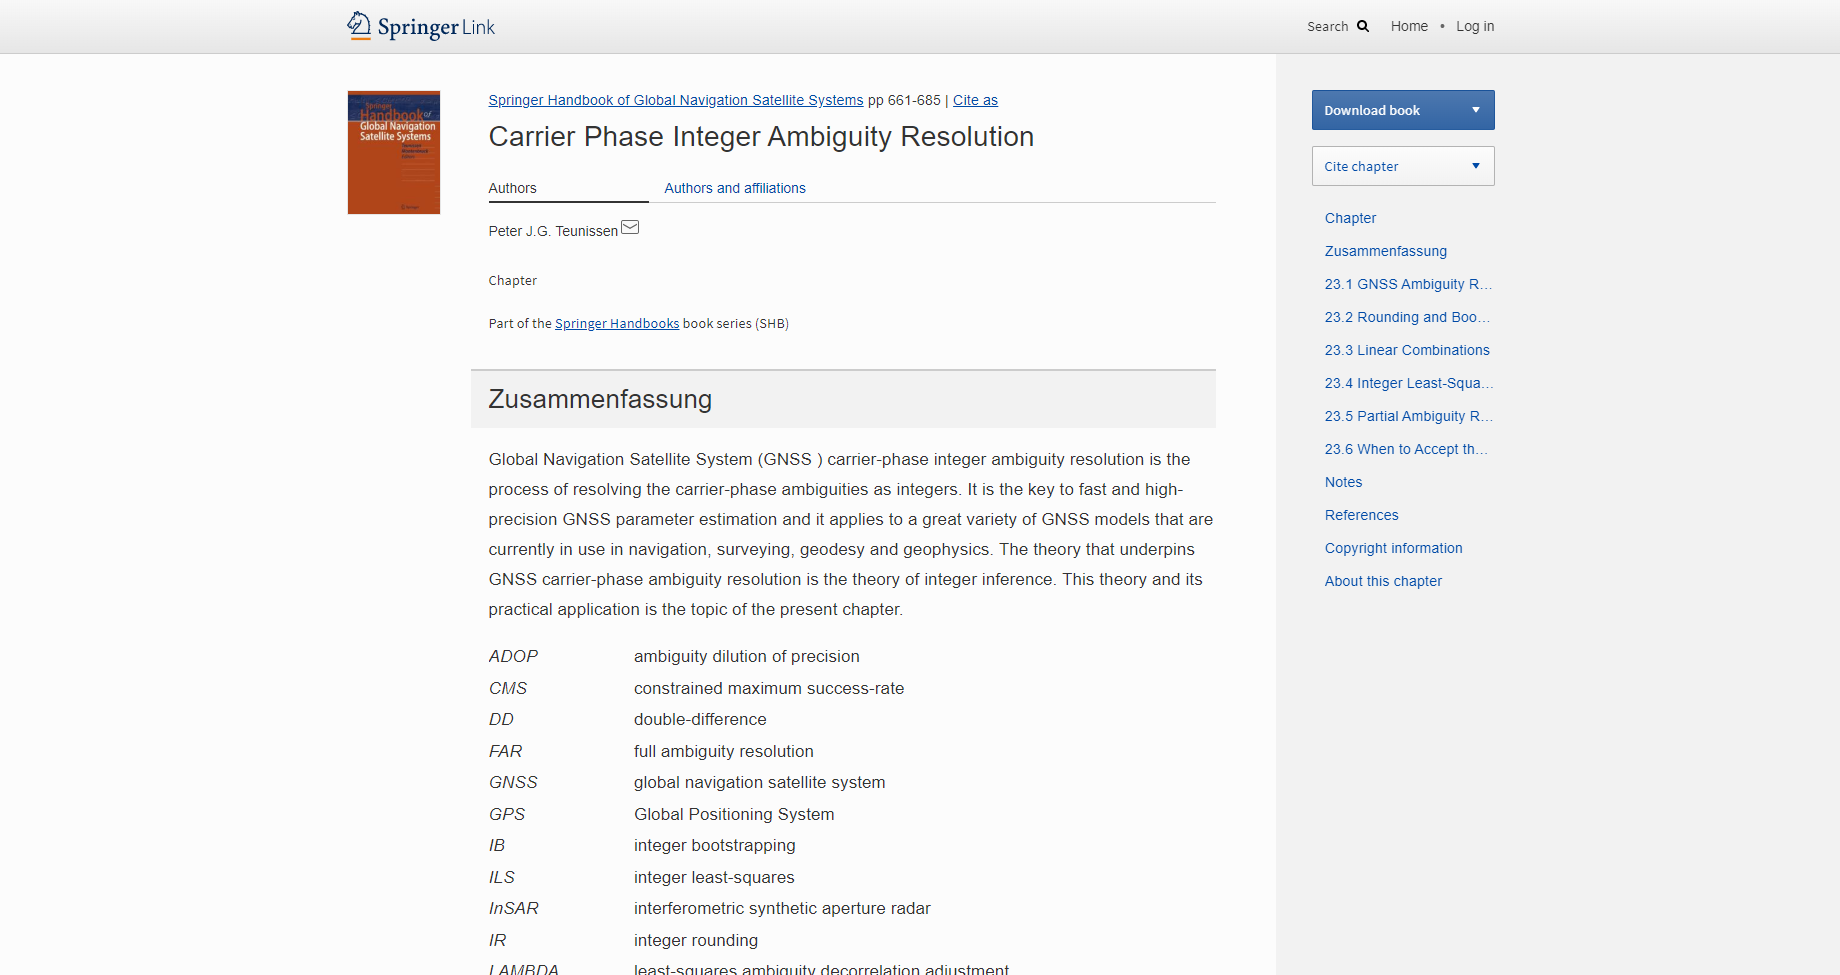 Springer Link
Search
Home • Log in
Springer
Handbook of
Global Navigation
Satellite Systems
Springer Handbook of Global Navigation Satellite Systems pp 661-685 | Cite as
Carrier Phase Integer Ambiguity Resolution
Authors
Authors and affiliations
Peter J.G. Teunissen
Chapter
Part of the Springer Handbooks book series (SHB)
Zusammenfassung
Global Navigation Satellite System (GNSS ) carrier-phase integer ambiguity resolution is the
process of resolving the carrier-phase ambiguities as integers. It is the key to fast and high-
precision GNSS parameter estimation and it applies to a great variety of GNSS models that are
currently in use in navigation, surveying, geodesy and geophysics. The theory that underpins
GNSS carrier-phase ambiguity resolution is the theory of integer inference. This theory and its
practical application is the topic of the present chapter.
ADOP ambiguity dilution of precision
CMS constrained maximum success-rate
DD double-difference
FAR full ambiguity resolution
GNSS global navigation satellite system
GPS Global Positioning System
IB integer bootstrapping
ILS integer least-squares
InSAR interferometric synthetic aperture radar
IR integer rounding
LAMBDA least-squares ambiguity decorrelation adjustment
Download book
Cite chapter
Chapter
Zusammenfassung
23.1 GNSS Ambiguity R...
23.2 Rounding and Boo...
23.3 Linear Combinations
23.4 Integer Least-Squa...
23.5 Partial Ambiguity R...
23.6 When to Accept th...
Notes
References
Copyright information
About this chapter